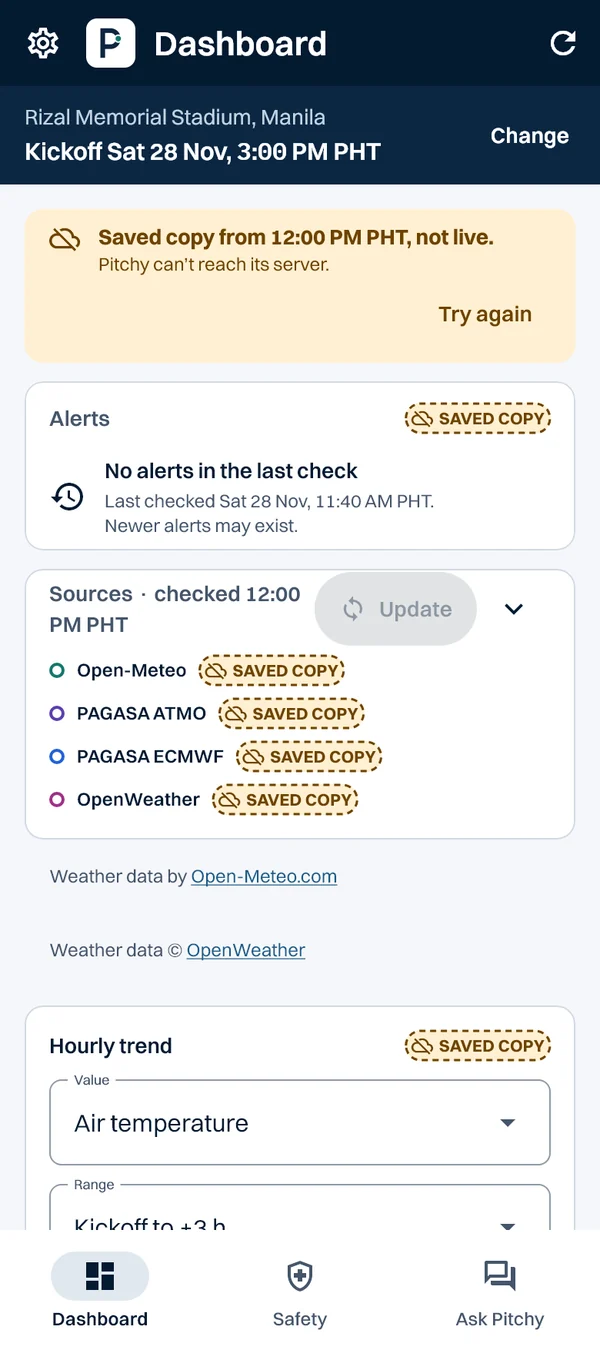 Dashboard
Rizal Memorial Stadium, Manila
Kickoff Sat 28 Nov, 3:00 PM PHT
Change
Saved copy from 12:00 PM PHT, not live.
Pitchy can’t reach its server.
Try again
Alerts
SAVED COPY
No alerts in the last check
Last checked Sat 28 Nov, 11:40 AM PHT.
Newer alerts may exist.
Sources · checked 12:00
PM PHT
Update
Open-Meteo SAVED COPY
PAGASA ATMO SAVED COPY
PAGASA ECMWF SAVED COPY
OpenWeather SAVED COPY
Weather data by Open-Meteo.com
Weather data © OpenWeather
Hourly trend
SAVED COPY
Value
Air temperature
Range
Kickoff to +3 h
Dashboard
Safety
Ask Pitchy